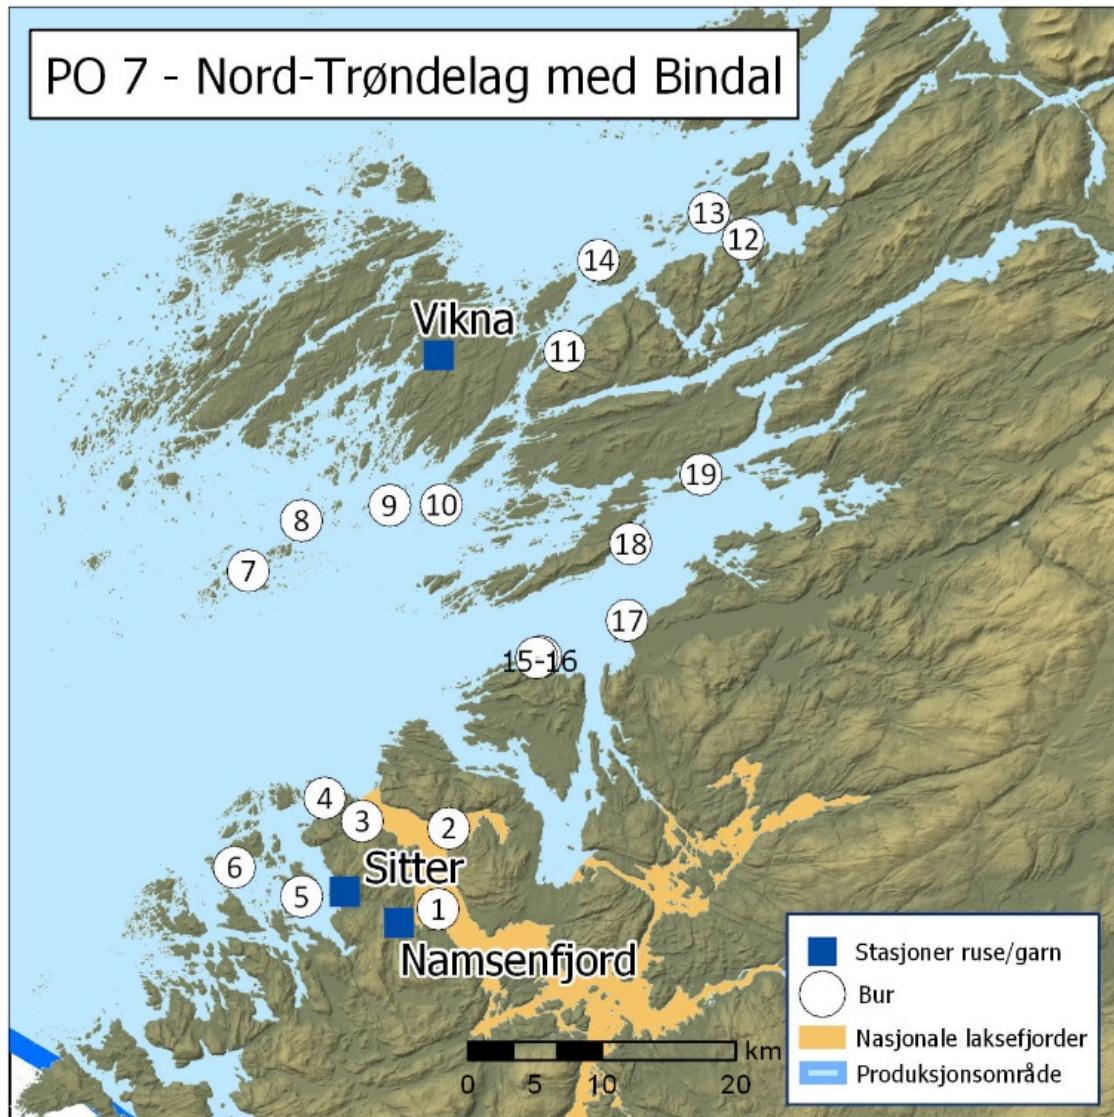 PO 7 - Nord-Trøndelag med Bindal
13
12
14
Vikna
11
19
9
10
8
18
7
17
15-16
4
3
2
Sitter
6
5
1
Namsenfjord
Stasjoner ruse/garn
Bur
Nasjonale laksefjorder
Produksjonsområde
km
0 5 10 20